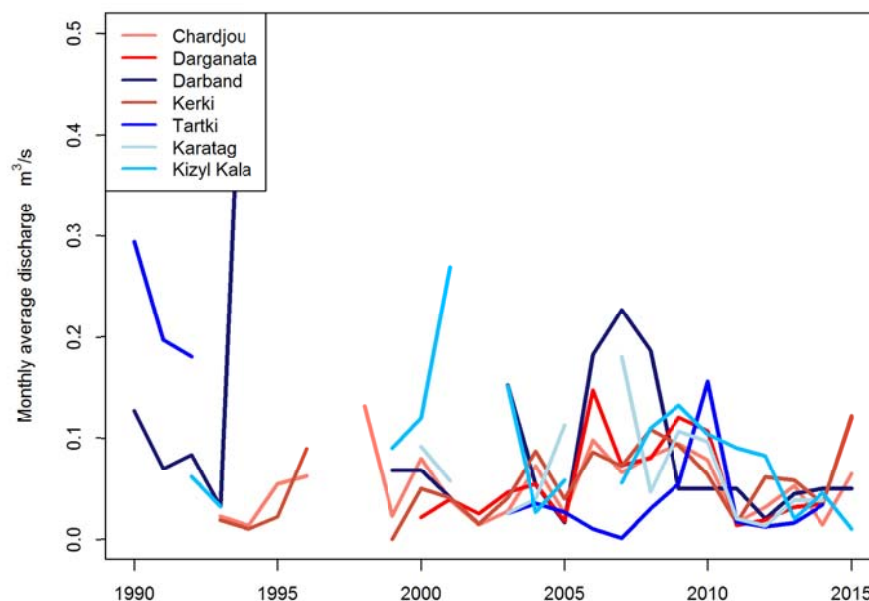 Chardjou
Darganata
Darband
Kerki
Tartki
Karatag
Kizyl Kala
Monthly average discharge m³/s
0.5
0.4
0.3
0.2
0.1
0.0
1990 1995 2000 2005 2010 2015